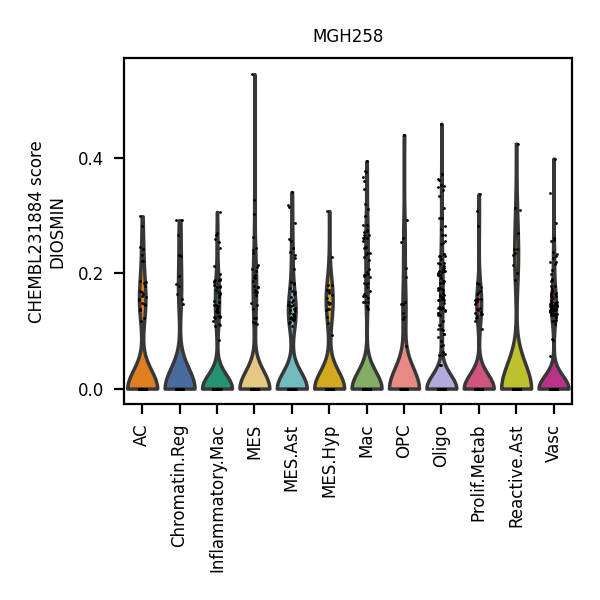 MGH258
CHEMBL231884 score
DIOSMIN
0.4
0.2
0.0
AC
Chromatin.Reg
Inflammatory.Mac
MES
MES.Ast
MES.Hyp
Mac
OPC
Oligo
Prolif.Metab
Reactive.Ast
Vasc